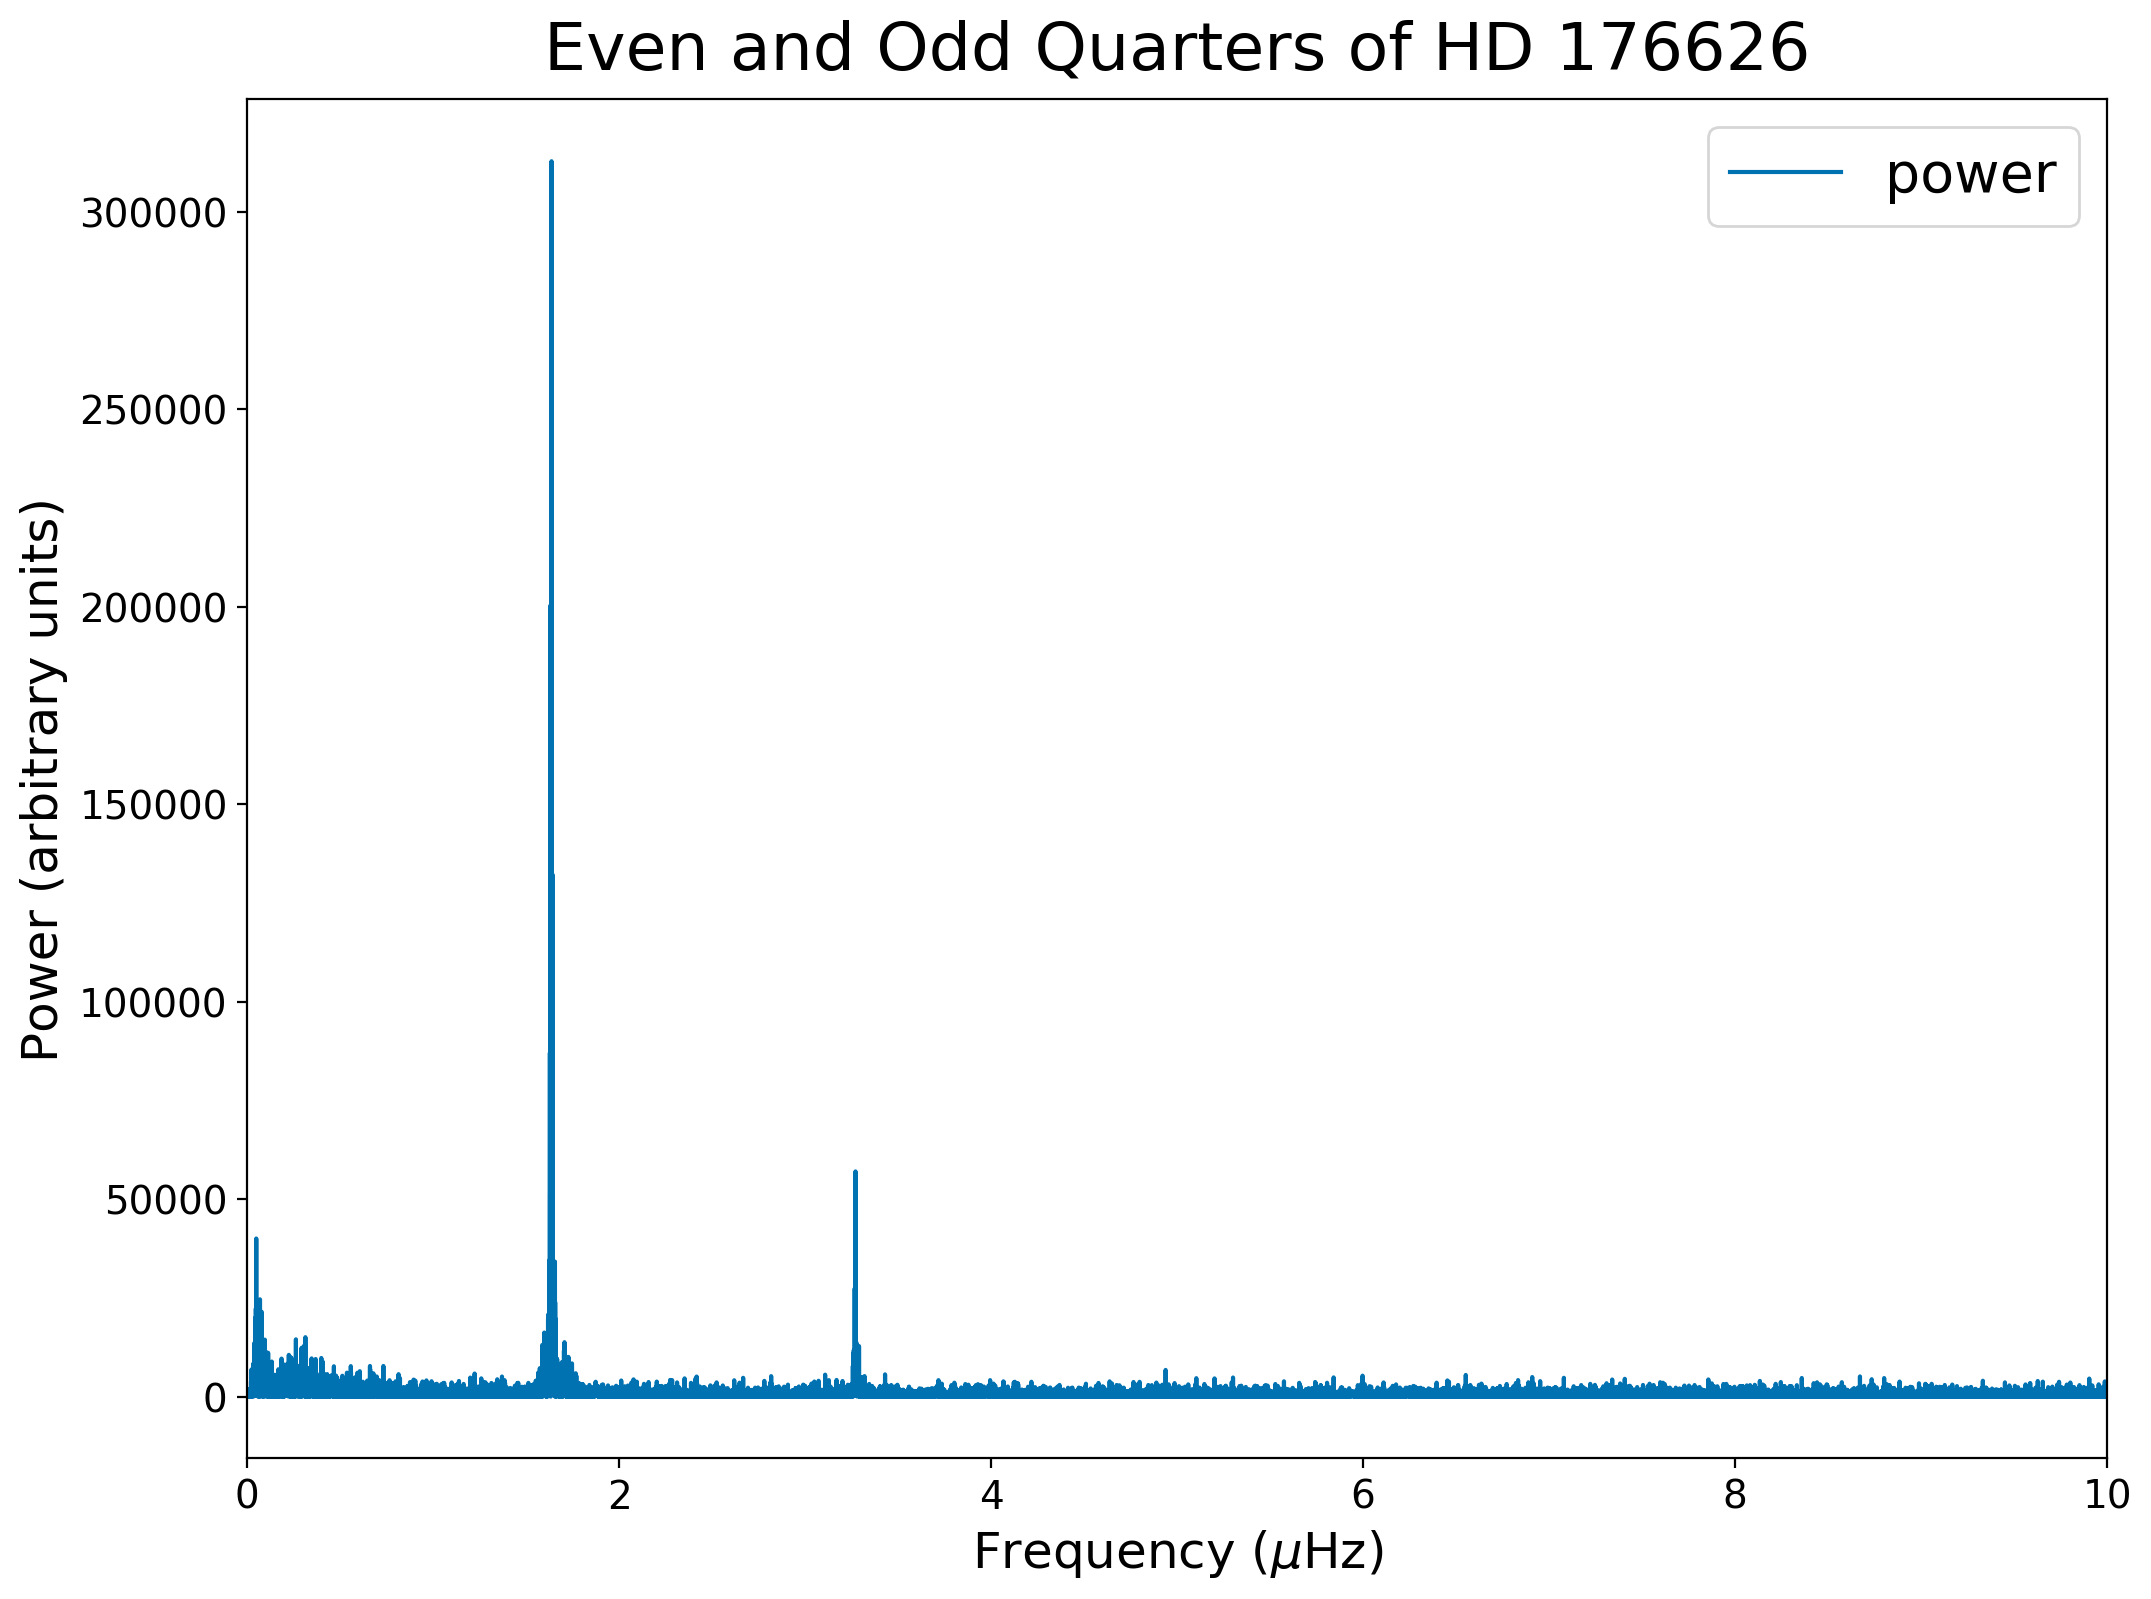 Even and Odd Quarters of HD 176626
power
300000
250000
200000
150000
100000
50000
0
Power (arbitrary units)
0 2 4 6 8 10
Frequency (μHz)